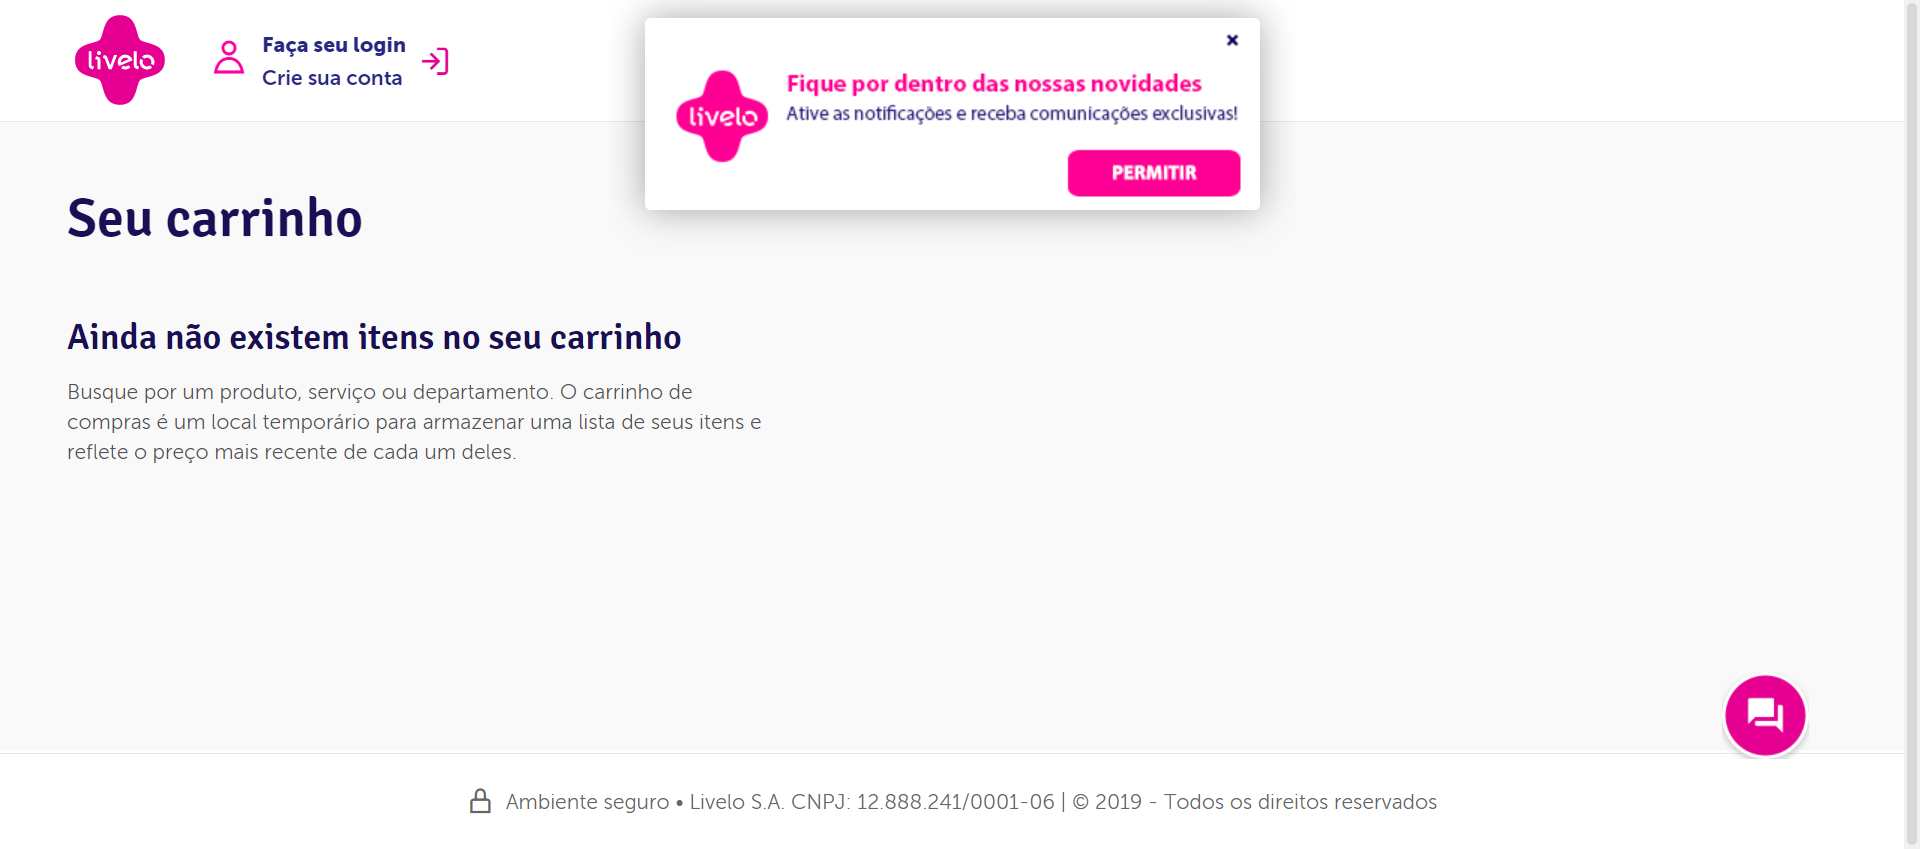 livelo
Faça seu login
Crie sua conta
Fique por dentro das nossas novidades
livelo
Ative as notificações e receba comunicações exclusivas!
PERMITIR
Seu carrinho
Ainda não existem itens no seu carrinho
Busque por um produto, serviço ou departamento. O carrinho de
compras é um local temporário para armazenar uma lista de seus itens e
reflete o preço mais recente de cada um deles.
Ambiente seguro • Livelo S.A. CNPJ: 12.888.241/0001-06 | © 2019 - Todos os direitos reservados